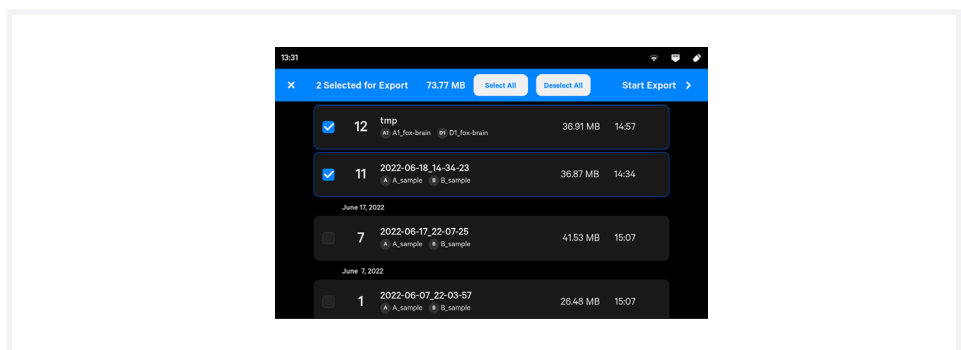 13:31
2 Selected for Export 73.77 MB Select All Deselect All Start Export
12 tmp 36.91 MB 14:57
A1 A1_fox-brain D1 D1_fox-brain
11 2022-06-18_14-34-23 36.87 MB 14:34
A A_sample B B_sample
June 17, 2022
7 2022-06-17_22-07-25 41.53 MB 15:07
A A_sample B B_sample
June 7, 2022
1 2022-06-07_22-03-57 26.48 MB 15:07
A A_sample B B_sample